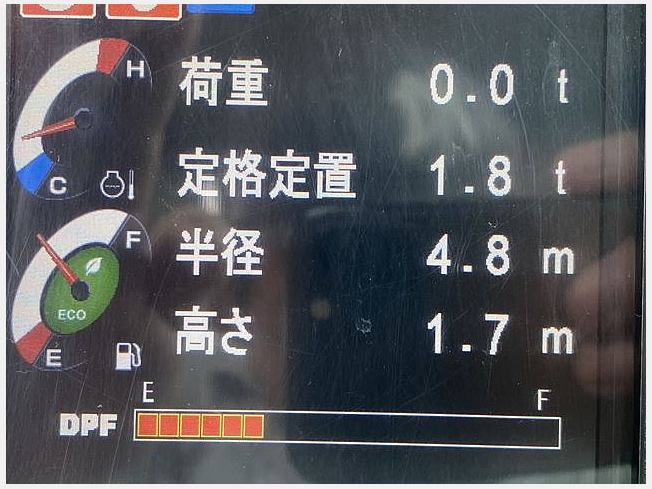 H
荷重 0.0 t
C
定格定置 1.8 t
F
半径 4.8 m
ECO
高さ 1.7 m
E
E F
DPF